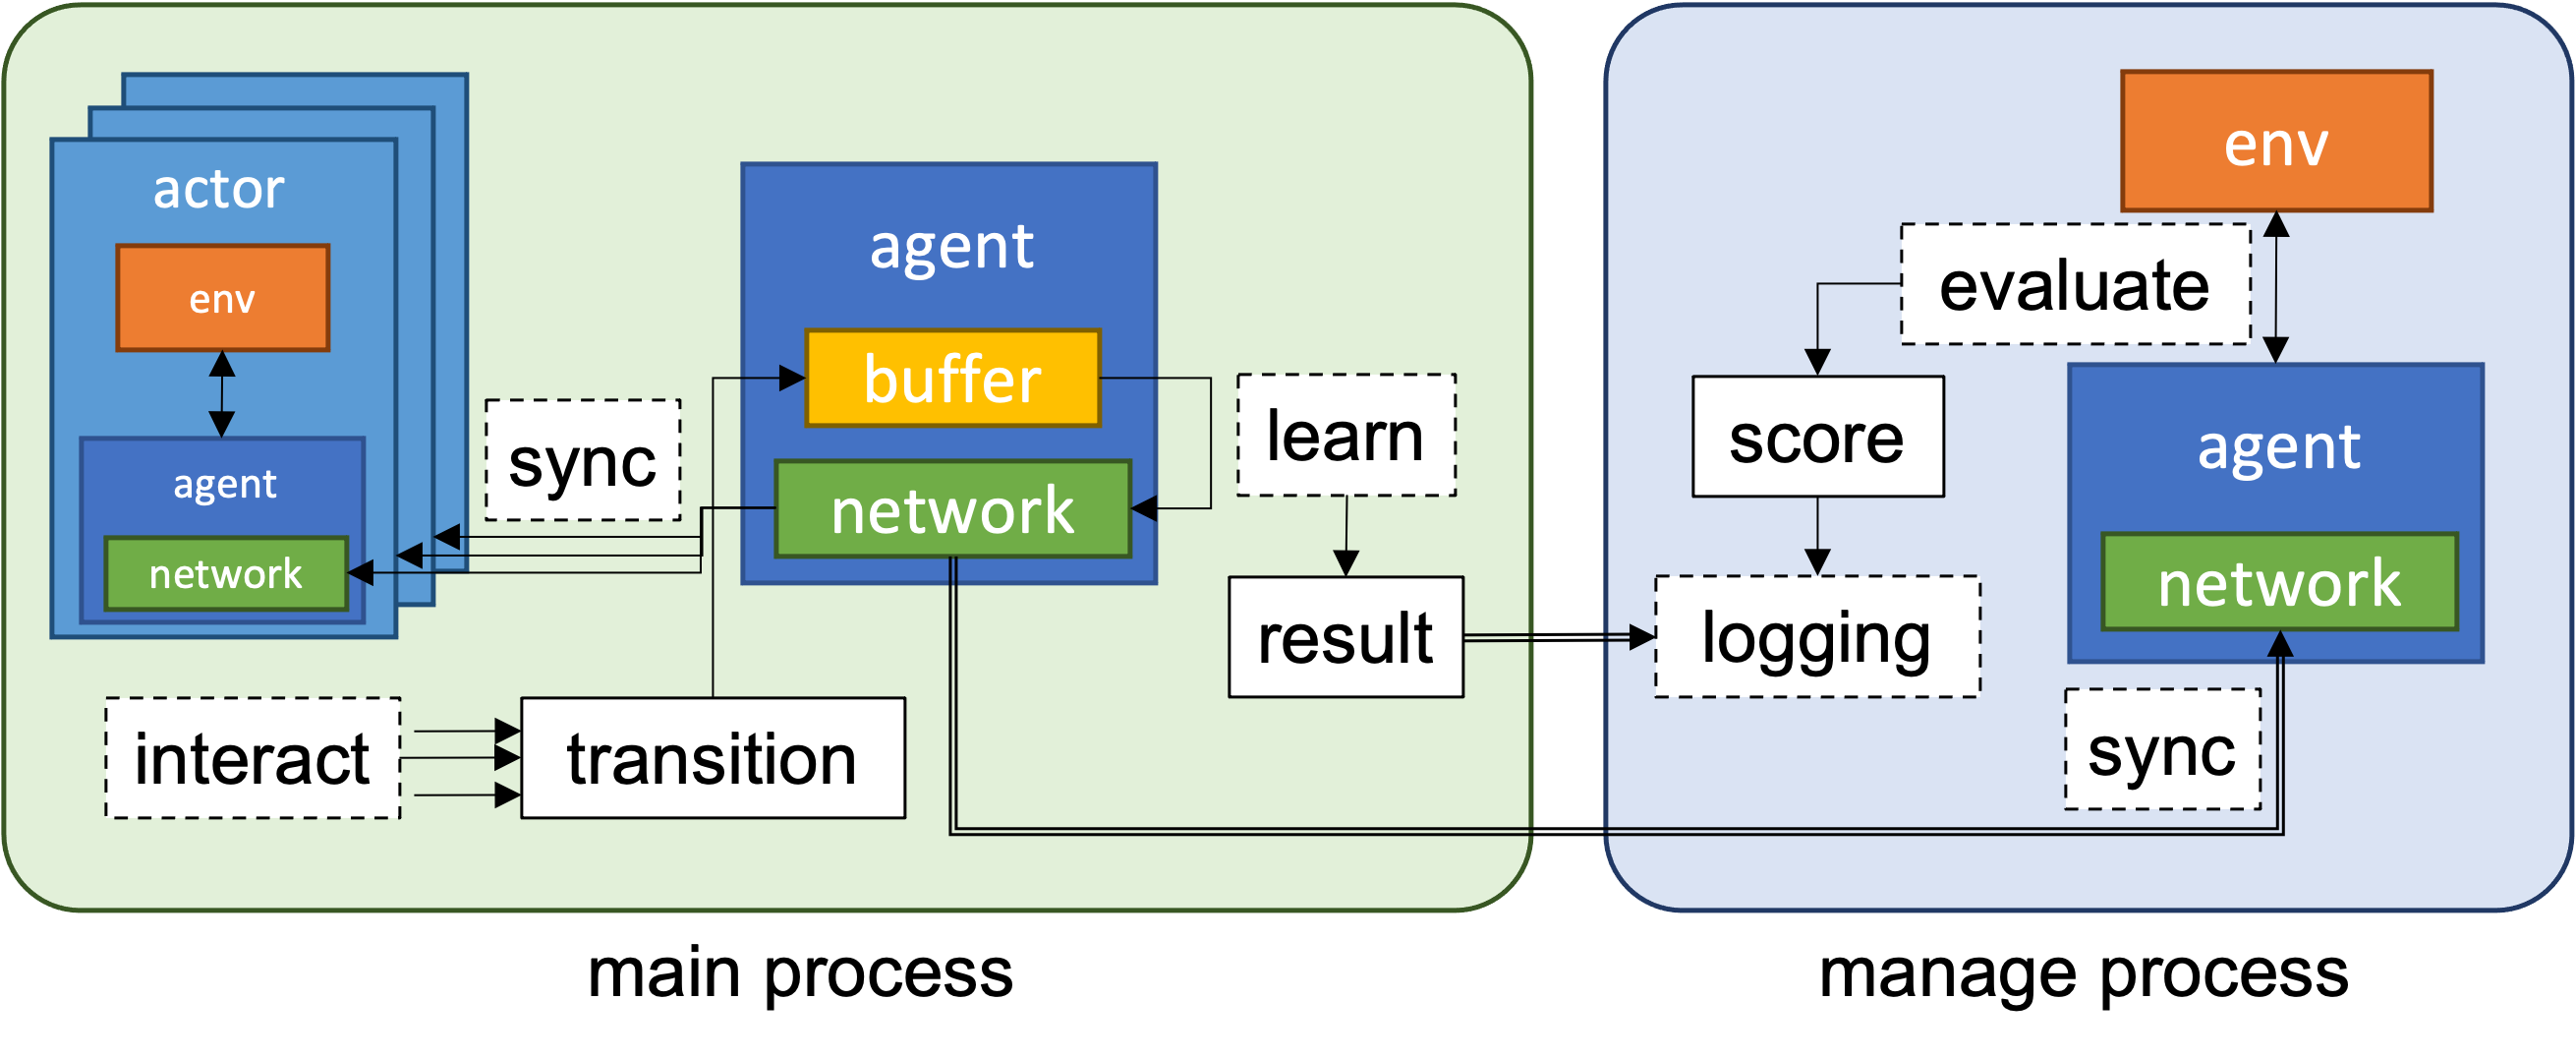 actor
env
agent
network
sync
agent
buffer
network
learn
result
interact
transition
main process
env
evaluate
score
agent
network
logging
sync
manage process